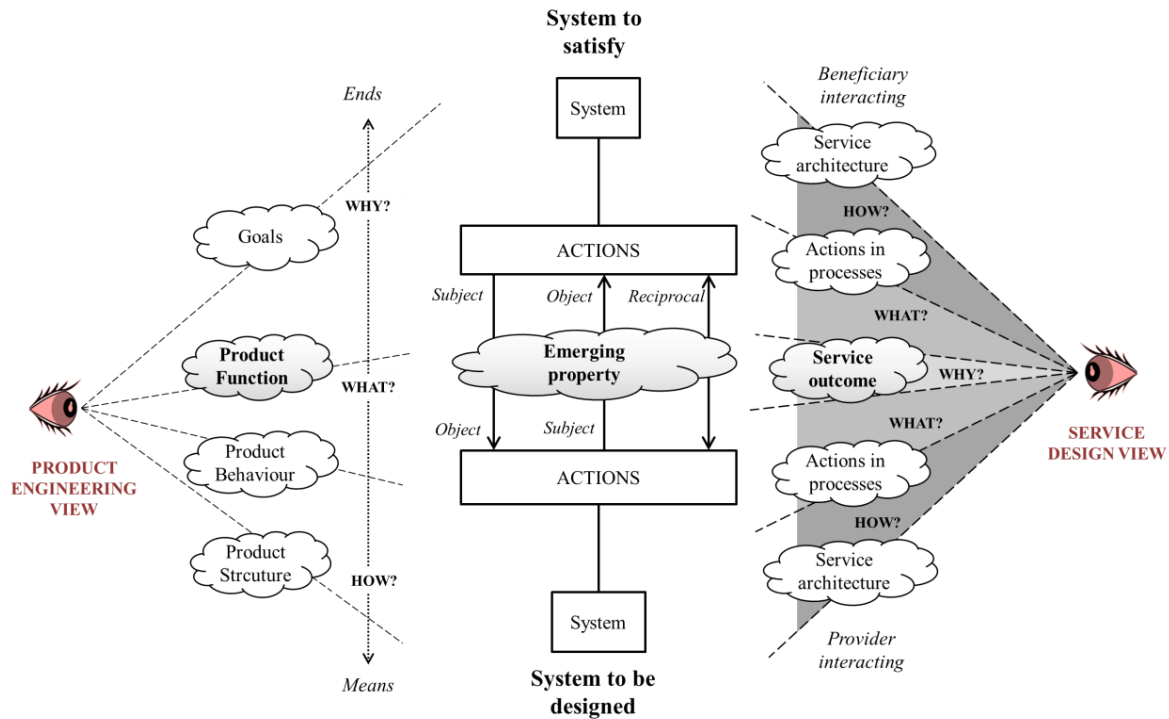 System to
satisfy
Beneficiary
interacting
Ends
System
Service
architecture
WHY?
HOW?
Goals
ACTIONS
Actions in
processes
Subject
Object
Reciprocal
WHAT?
Product
Function
WHAT?
Emerging
property
Service
outcome
WHY?
WHAT?
Object
Subject
PRODUCT
ENGINEERING
VIEW
SERVICE
DESIGN VIEW
Product
Behaviour
ACTIONS
Actions in
processes
HOW?
Product
Strcuture
HOW?
Service
architecture
System
Means
Provider
interacting
System to be
designed